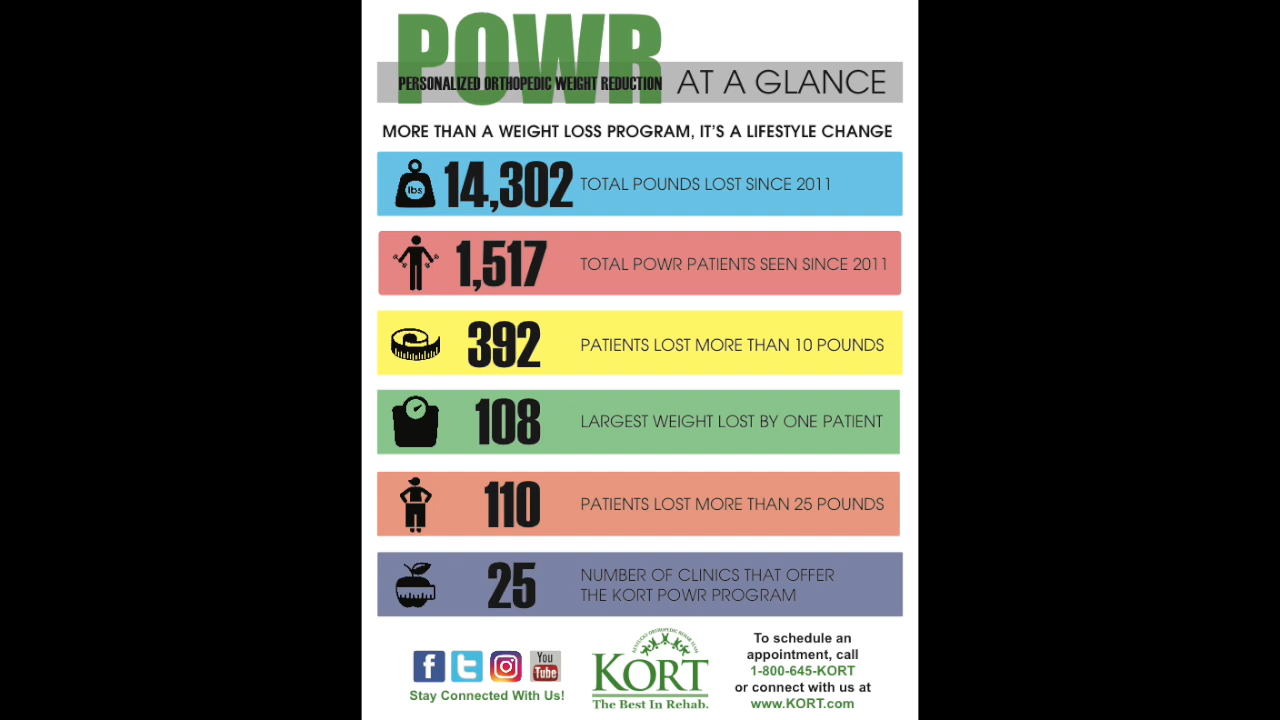 POWR
PERSONALIZED ORTHOPEDIC WEIGHT REDUCTION
AT A GLANCE
MORE THAN A WEIGHT LOSS PROGRAM, IT'S A LIFESTYLE CHANGE
lbs
14,302 TOTAL POUNDS LOST SINCE 2011
1,517 TOTAL POWR PATIENTS SEEN SINCE 2011
392 PATIENTS LOST MORE THAN 10 POUNDS
108 LARGEST WEIGHT LOST BY ONE PATIENT
110 PATIENTS LOST MORE THAN 25 POUNDS
25 NUMBER OF CLINICS THAT OFFER
THE KORT POWR PROGRAM
f t You
Tube
Stay Connected With Us!
KENTUCKY ORTHOPEDIC REHAB TEAM
KORT
The Best In Rehab.
To schedule an
appointment, call
1-800-645-KORT
or connect with us at
www.KORT.com